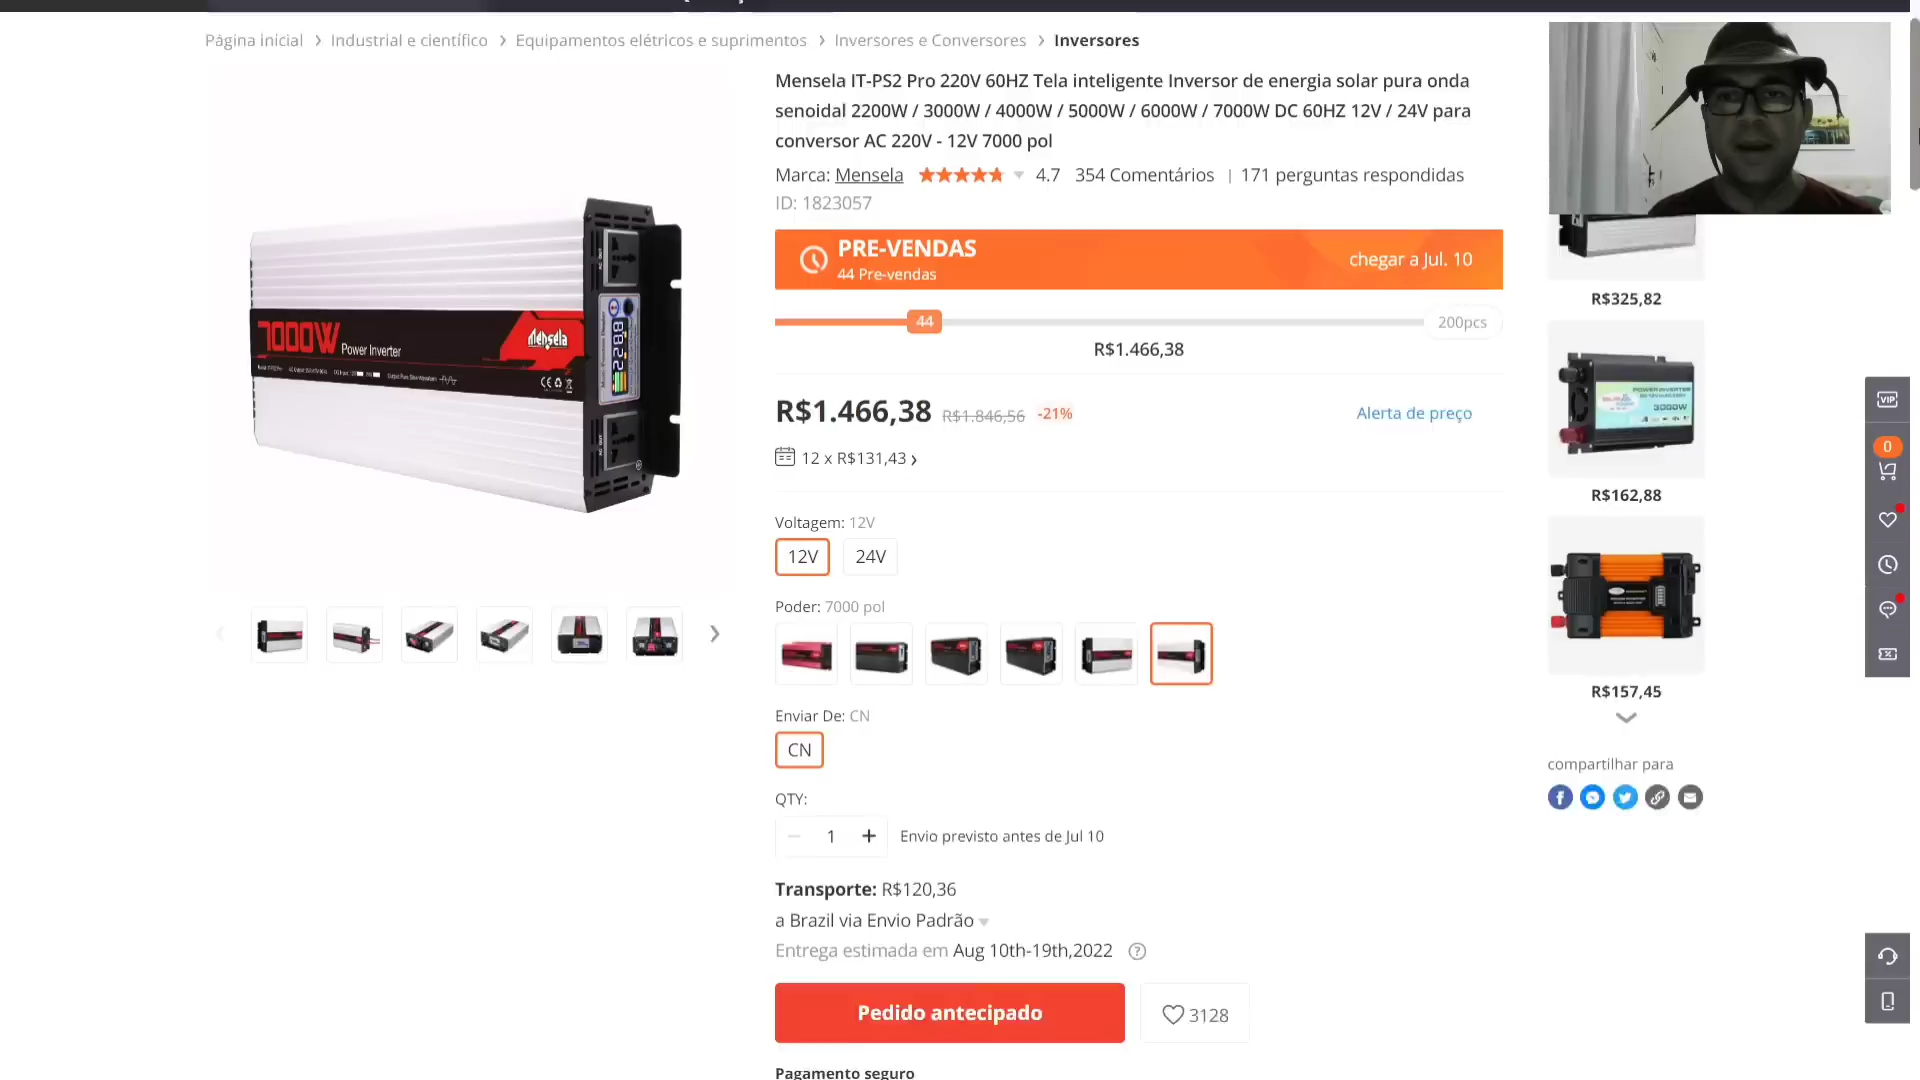 Página inicial > Industrial e científico > Equipamentos elétricos e suprimentos > Inversores e Conversores > Inversores
Mensela IT-PS2 Pro 220V 60HZ Tela inteligente Inversor de energia solar pura onda
senoidal 2200W / 3000W / 4000W / 5000W / 6000W / 7000W DC 60HZ 12V / 24V para
conversor AC 220V - 12V 7000 pol
Marca: Mensela 4.7 354 Comentários | 171 perguntas respondidas
ID: 1823057
PRE-VENDAS
44 Pre-vendas
chegar a Jul. 10
44
200pcs
R$1.466,38
R$1.466,38 R$1.846,56 -21% Alerta de preço
12 x R$131,43 >
Voltagem: 12V
12V 24V
Poder: 7000 pol
Enviar De: CN
CN
QTY:
1 + Envio previsto antes de Jul 10
Transporte: R$120,36
a Brazil via Envio Padrão
Entrega estimada em Aug 10th-19th,2022 ?
Pedido antecipado
3128
Pagamento seguro
7000W Power Inverter
Mensela
R$325,82
POWER INVERTER
3000W
R$162,88
R$157,45
compartilhar para
VIP
0